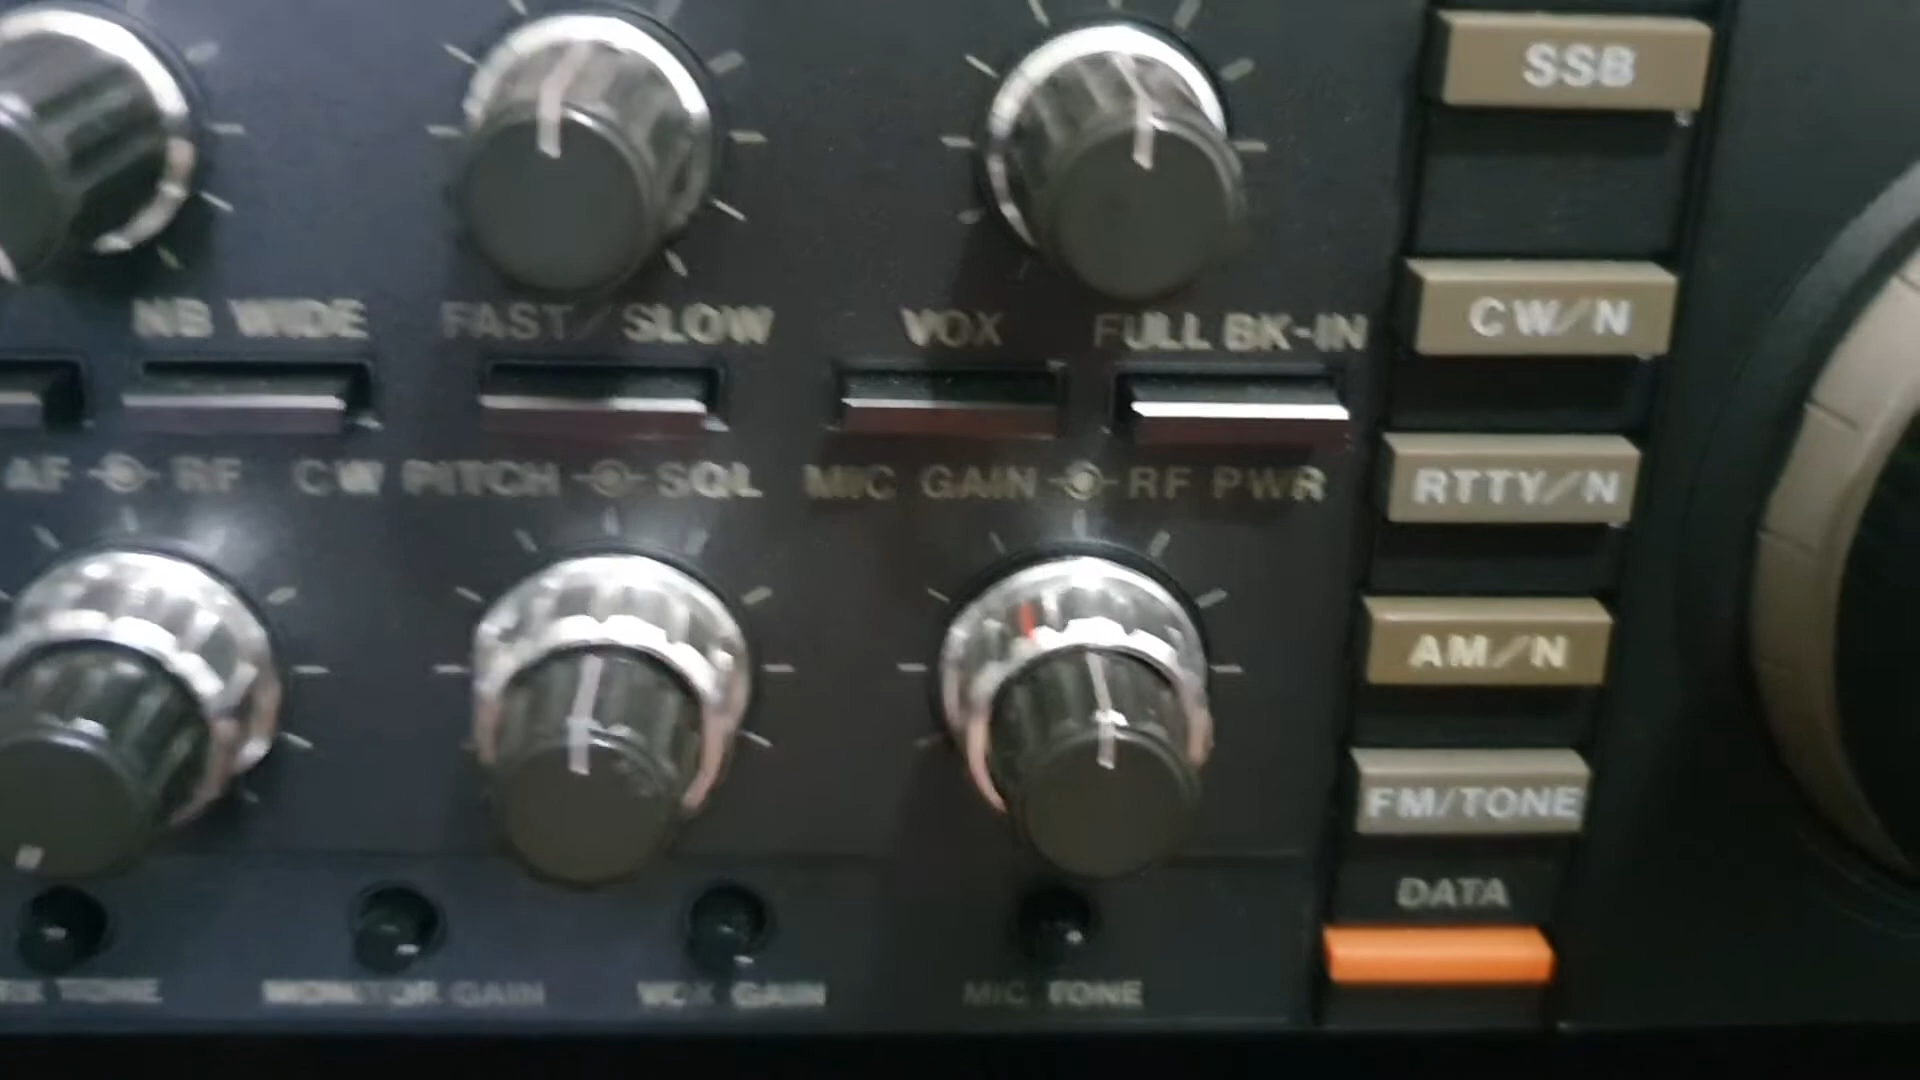 SSB
NB WIDE FAST/SLOW VOX FULL BK-IN
CW/N
AF RF CW PITCH SQL MIC GAIN RF PWR
RTTY/N
AM/N
FM/TONE
DATA
TONE MONITOR GAIN VOX GAIN MIC TONE